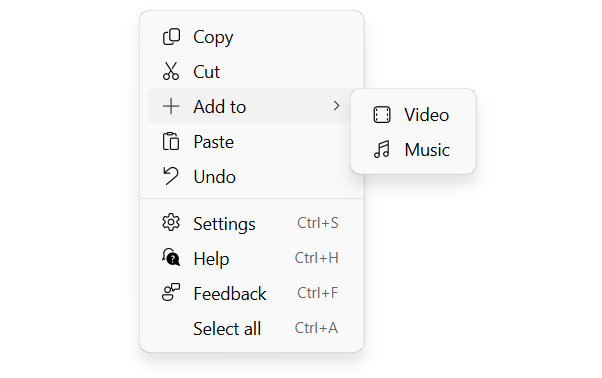 Copy
Cut
Add to
Video
Music
Paste
Undo
Settings Ctrl+S
Help Ctrl+H
Feedback Ctrl+F
Select all Ctrl+A